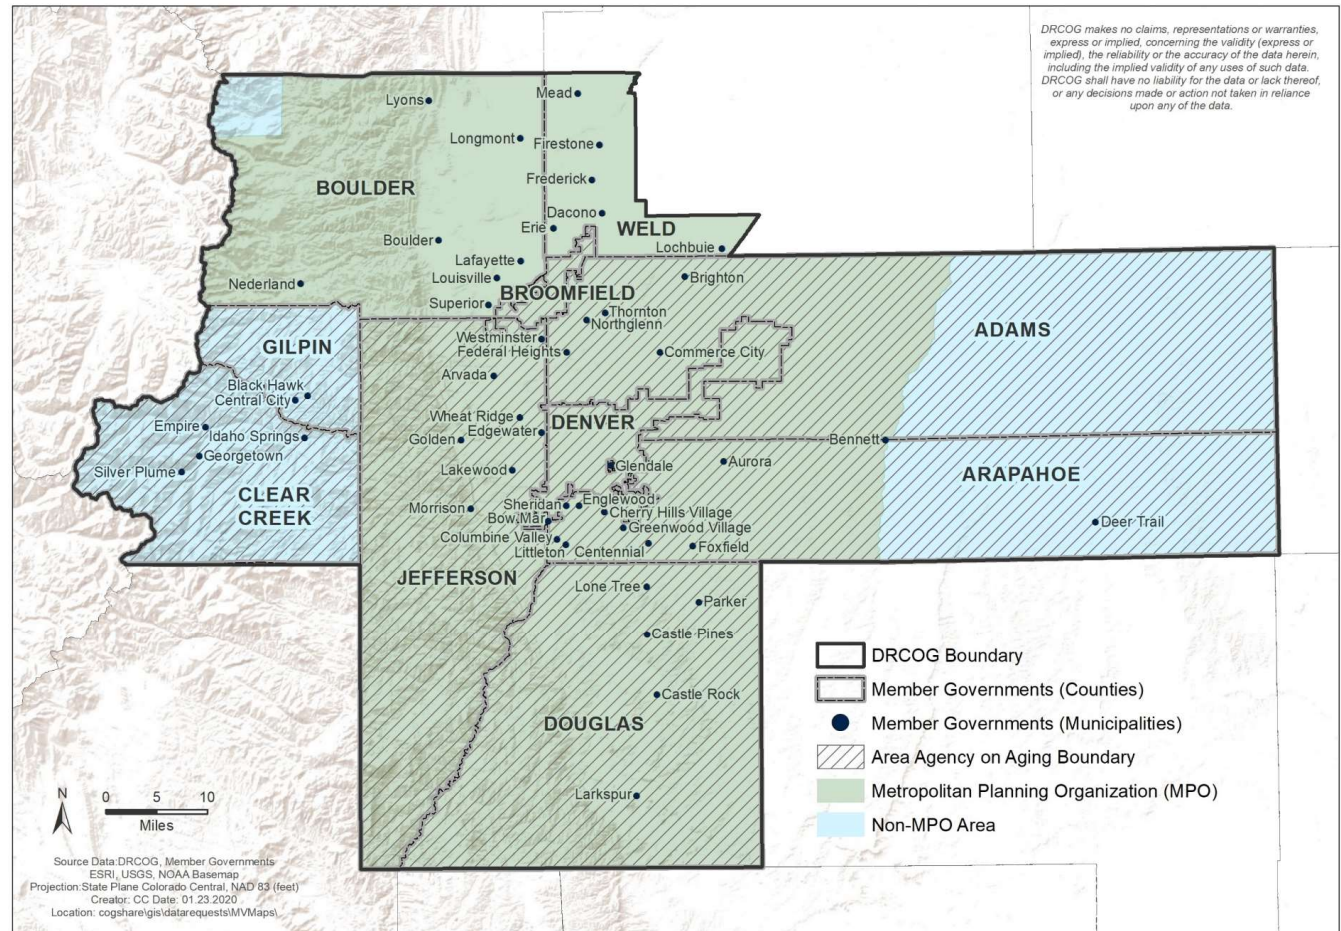 DRCOG makes no claims, representations or warranties,
express or implied, concerning the validity (express or
implied), the reliability or the accuracy of the data herein,
including the implied validity of any uses of such data.
DRCOG shall have no liability for the data or lack thereof,
or any decisions made or action not taken in reliance
upon any of the data.
Lyons
Mead
Longmont
Firestone
Frederick
BOULDER
Dacono
Erie
WELD
Boulder
Lochbuie
Lafayette
Louisville
Brighton
Nederland
BROOMFIELD
Superior
Thornton
Northglenn
ADAMS
Westminster
GILPIN
Federal Heights
Commerce City
Arvada
Black Hawk
Central City
Wheat Ridge
DENVER
Empire
Edgewater
Idaho Springs
Golden
Bennett
Georgetown
Glendale
Aurora
Silver Plume
Lakewood
ARAPAHOE
CLEAR
CREEK
Englewood
Sheridan
Morrison
Cherry Hills Village
Bow Mar
Deer Trail
Greenwood Village
Columbine Valley
Littleton
Centennial
Foxfield
JEFFERSON
Lone Tree
Parker
Castle Pines
Castle Rock
DOUGLAS
Larkspur
DRCOG Boundary
Member Governments (Counties)
Member Governments (Municipalities)
Area Agency on Aging Boundary
Metropolitan Planning Organization (MPO)
Non-MPO Area
N
0 5 10
Miles
Source Data:DRCOG, Member Governments
ESRI, USGS, NOAA Basemap
Projection:State Plane Colorado Central, NAD 83 (feet)
Creator: CC Date: 01.23.2020
Location: cogshare\gis\datarequests\MVMaps\